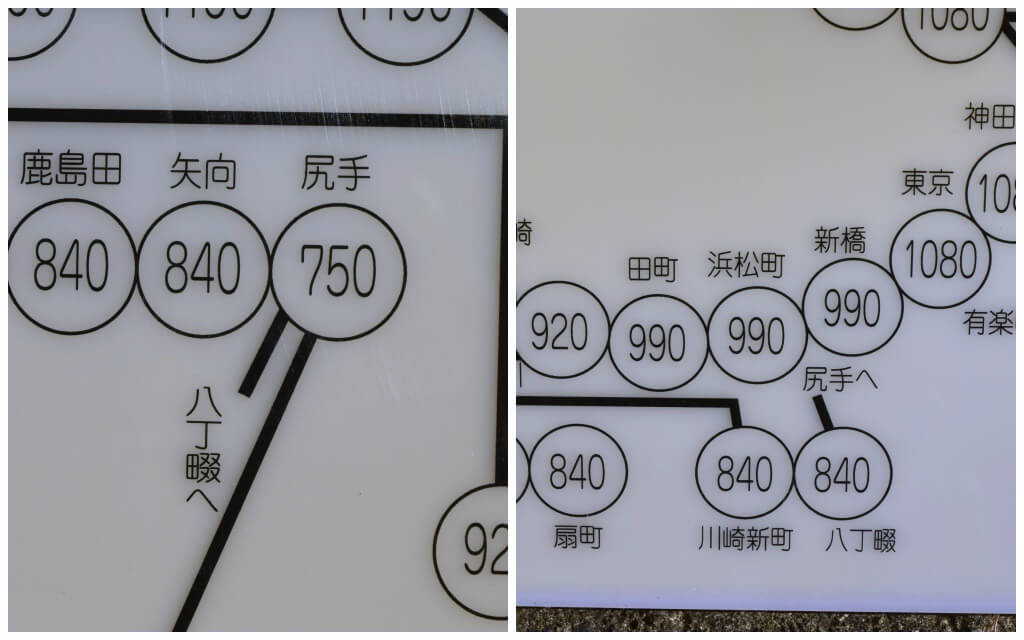 鹿島田 矢向 尻手
840 840 750
八丁畷へ
1080
神田
東京
1080
新橋
990
浜松町
990
田町
990
920
尻手へ
840
扇町
840
川崎新町
840
八丁畷